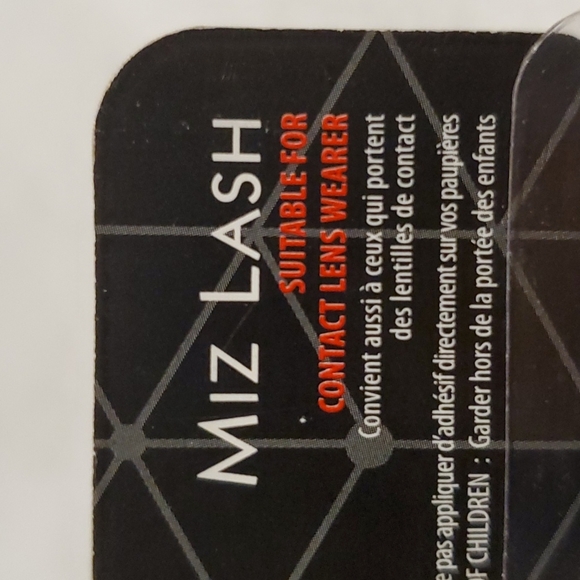 MIZ LASH
SUITABLE FOR
CONTACT LENS WEARER
Convient aussi à ceux qui portent
des lentilles de contact
pas appliquer d'adhésif directement sur vos paupières
OF CHILDREN : Garder hors de la portée des enfants